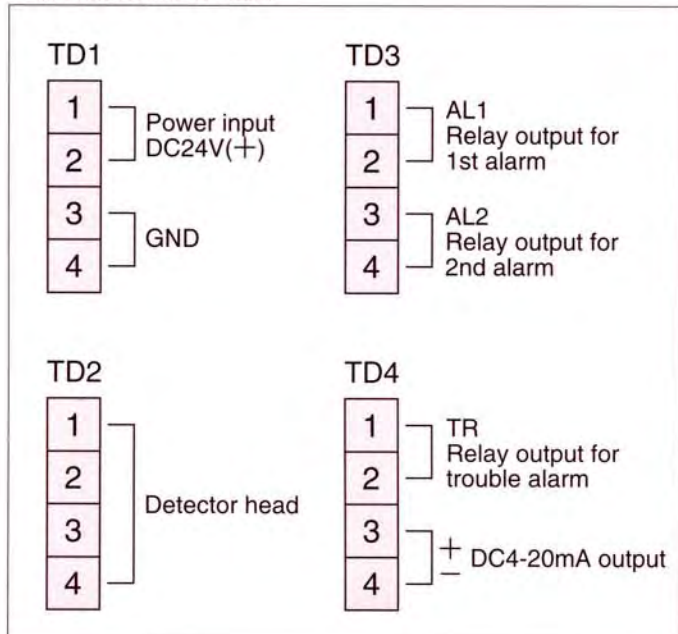 TD1
1
2
Power input
DC24V(+)
3
4
GND
TD3
1
2
AL1
Relay output for
1st alarm
3
4
AL2
Relay output for
2nd alarm
TD2
1
2
3
4
Detector head
TD4
1
2
TR
Relay output for
trouble alarm
3
4
+
−
DC4-20mA output